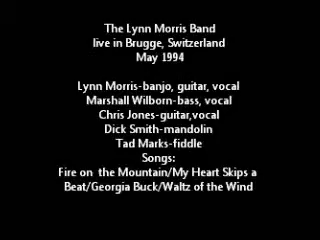 The Lynn Morris Band
live in Brugge, Switzerland
May 1994
Lynn Morris-banjo, guitar, vocal
Marshall Wilborn-bass, vocal
Chris Jones-guitar,vocal
Dick Smith-mandolin
Tad Marks-fiddle
Songs:
Fire on  the Mountain/My Heart Skips a
Beat/Georgia Buck/Waltz of the Wind